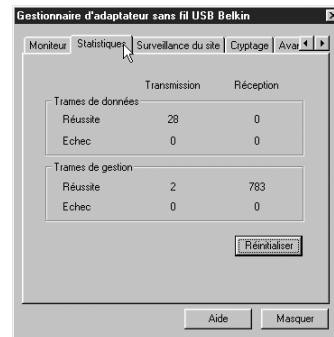 Gestionnaire d'adaptateur sans fil USB Belkin
Moniteur Statistiques Surveillance du site Cryptage
Transmission Réception
Trames de données
Réussite 28 0
Echec 0 0
Trames de gestion
Réussite 2 783
Echec 0 0
Réinitialiser
Aide Masquer